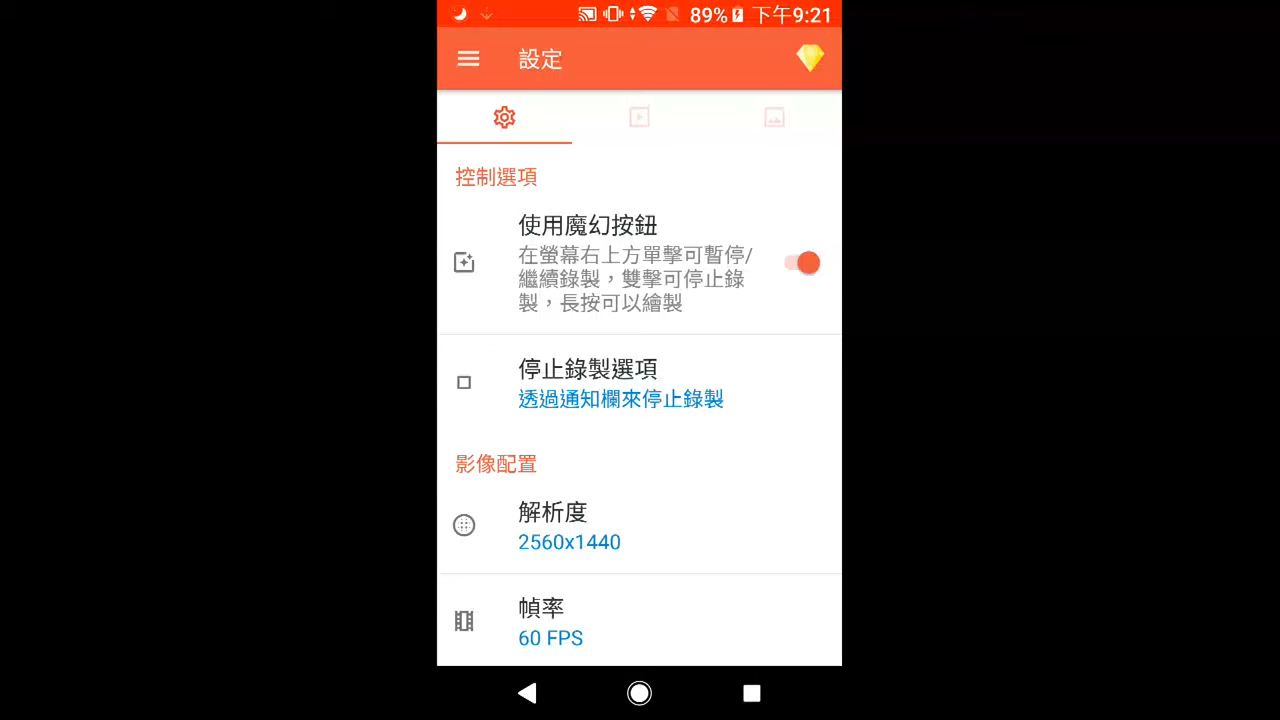 89% 下午9:21
設定
控制選項
使用魔幻按鈕
在螢幕右上方單擊可暫停/
繼續錄製，雙擊可停止錄
製，長按可以繪製
停止錄製選項
透過通知欄來停止錄製
影像配置
解析度
2560x1440
幀率
60 FPS